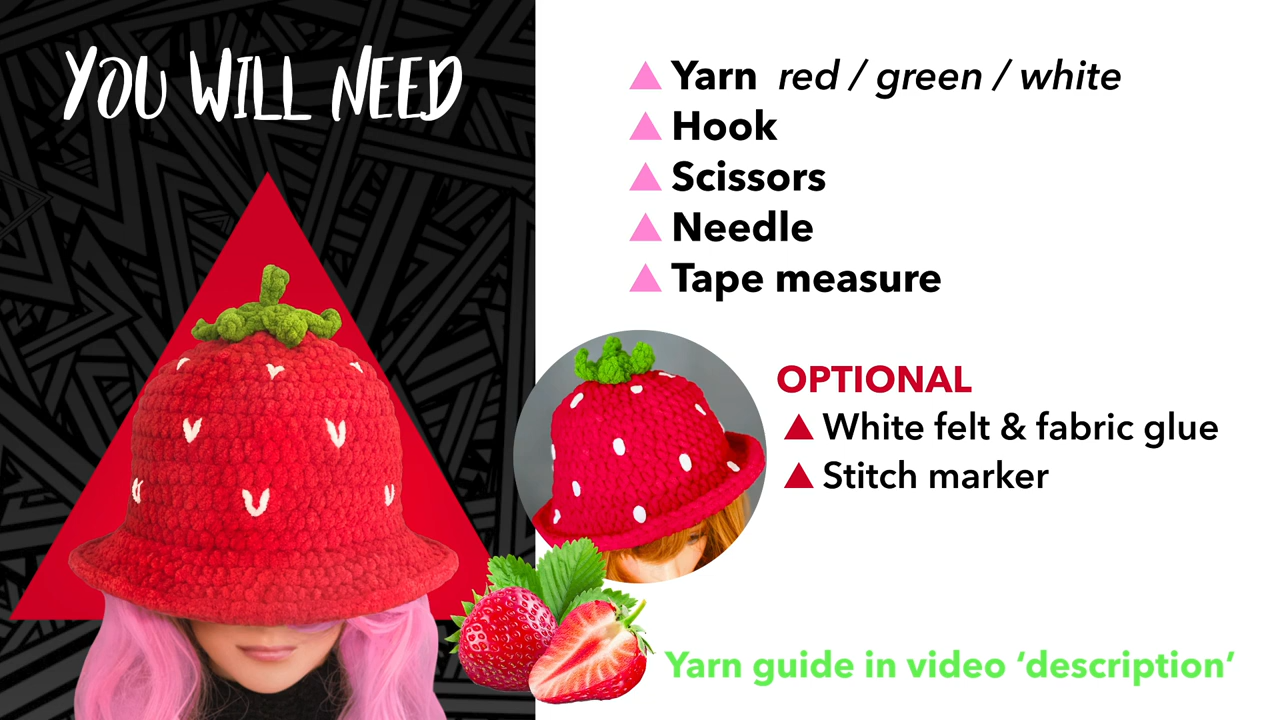 YOU WILL NEED
Yarn red / green / white
Hook
Scissors
Needle
Tape measure
OPTIONAL
White felt & fabric glue
Stitch marker
Yarn guide in video ‘description’